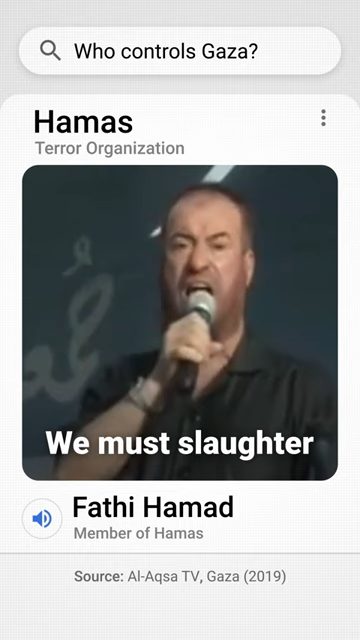 Who controls Gaza?
Hamas
Terror Organization
We must slaughter
Fathi Hamad
Member of Hamas
Source: Al-Aqsa TV, Gaza (2019)